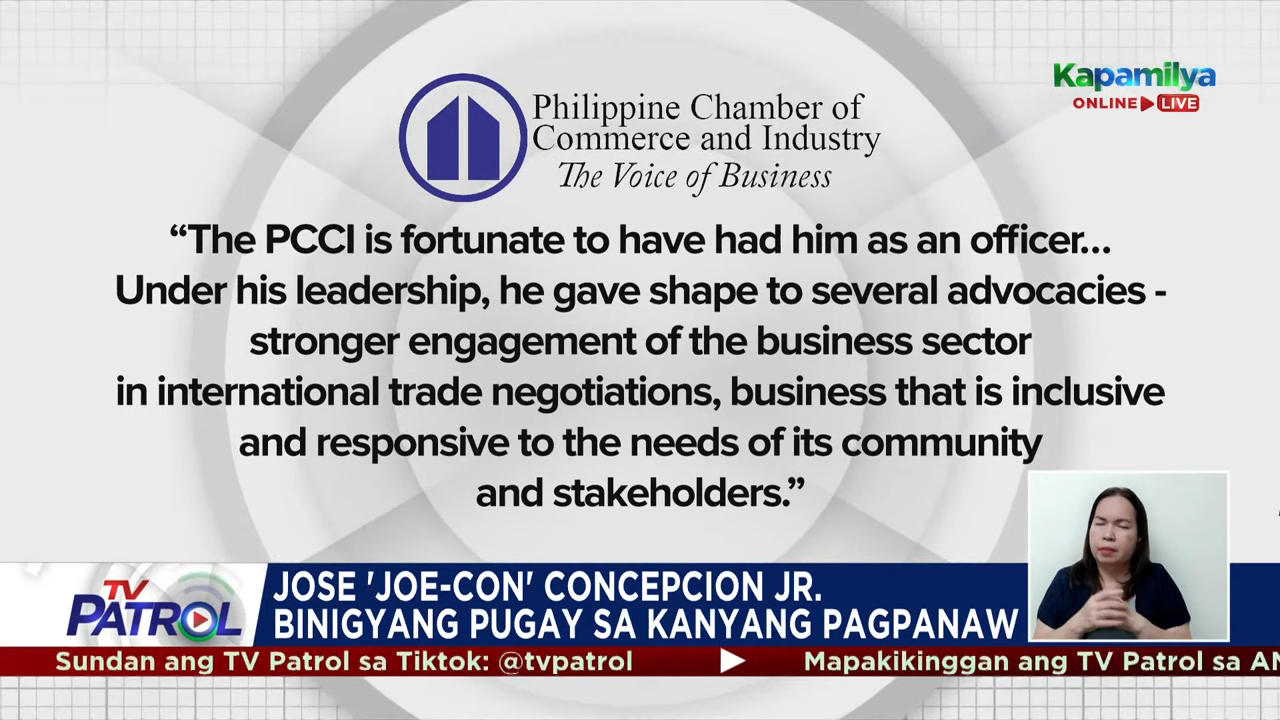 Kapamilya
ONLINE LIVE
Philippine Chamber of
Commerce and Industry
The Voice of Business
“The PCCI is fortunate to have had him as an officer...
Under his leadership, he gave shape to several advocacies -
stronger engagement of the business sector
in international trade negotiations, business that is inclusive
and responsive to the needs of its community
and stakeholders.”
TV PATROL
JOSE 'JOE-CON' CONCEPCION JR.
BINIGYANG PUGAY SA KANYANG PAGPANAW
Sundan ang TV Patrol sa Tiktok: @tvpatrol Mapakikinggan ang TV Patrol sa